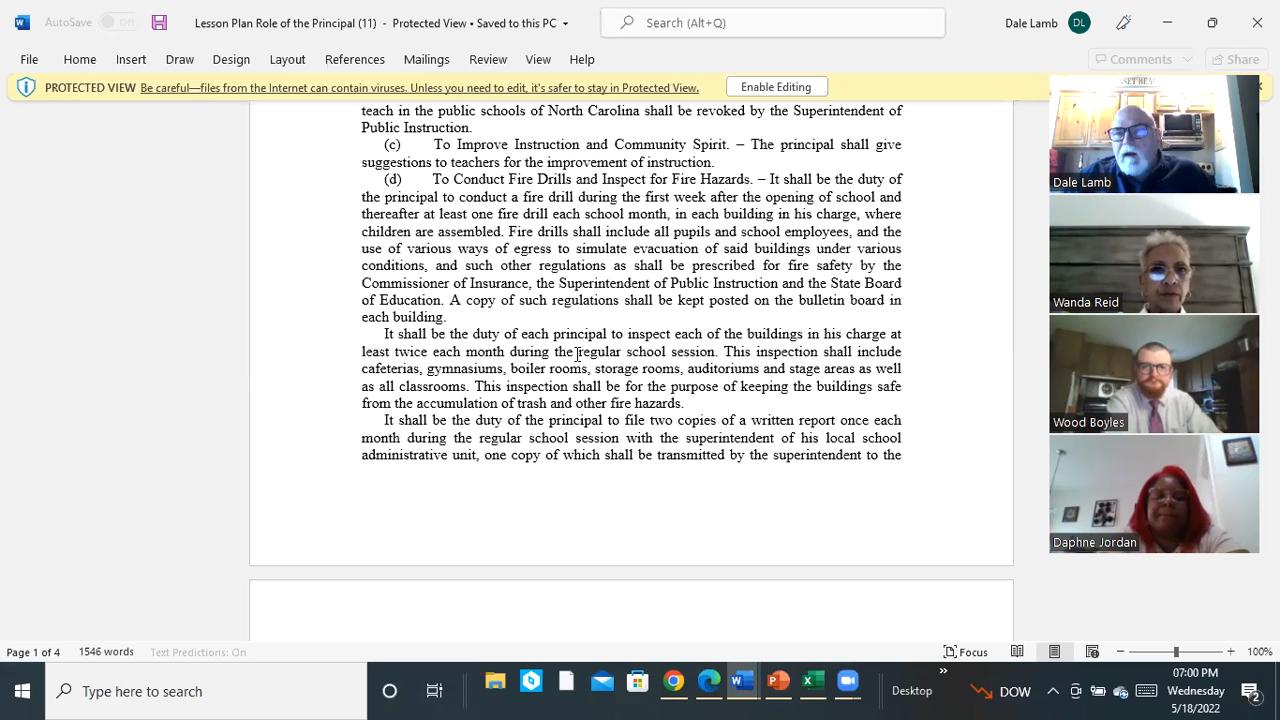 AutoSave
Off
Lesson Plan Role of the Principal (11) - Protected View • Saved to this PC
Search (Alt+Q)
Dale Lamb
DL
File Home Insert Draw Design Layout References Mailings Review View Help
Comments
Share
PROTECTED VIEW Be careful—files from the Internet can contain viruses. Unless you need to edit, it's safer to stay in Protected View.
Enable Editing
teach in the public schools of North Carolina shall be revoked by the Superintendent of
Public Instruction.
(c) To Improve Instruction and Community Spirit. – The principal shall give
suggestions to teachers for the improvement of instruction.
(d) To Conduct Fire Drills and Inspect for Fire Hazards. – It shall be the duty of
the principal to conduct a fire drill during the first week after the opening of school and
thereafter at least one fire drill each school month, in each building in his charge, where
children are assembled. Fire drills shall include all pupils and school employees, and the
use of various ways of egress to simulate evacuation of said buildings under various
conditions, and such other regulations as shall be prescribed for fire safety by the
Commissioner of Insurance, the Superintendent of Public Instruction and the State Board
of Education. A copy of such regulations shall be kept posted on the bulletin board in
each building.
It shall be the duty of each principal to inspect each of the buildings in his charge at
least twice each month during the regular school session. This inspection shall include
cafeterias, gymnasiums, boiler rooms, storage rooms, auditoriums and stage areas as well
as all classrooms. This inspection shall be for the purpose of keeping the buildings safe
from the accumulation of trash and other fire hazards.
It shall be the duty of the principal to file two copies of a written report once each
month during the regular school session with the superintendent of his local school
administrative unit, one copy of which shall be transmitted by the superintendent to the
Dale Lamb
Wanda Reid
Wood Boyles
Daphne Jordan
Page 1 of 4
1546 words
Text Predictions: On
Focus
100%
Type here to search
Desktop
DOW
07:00 PM
Wednesday
5/18/2022
2